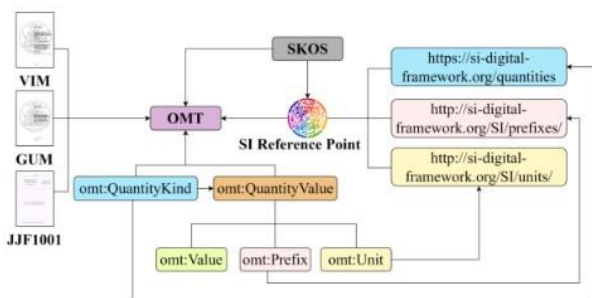 VIM
GUM
JJF1001
SKOS
OMT
SI Reference Point
https://si-digital-
framework.org/quantities
http://si-digital-
framework.org/SI/prefixes/
http://si-digital-
framework.org/SI/units/
omt:QuantityKind
omt:QuantityValue
omt:Value
omt:Prefix
omt:Unit